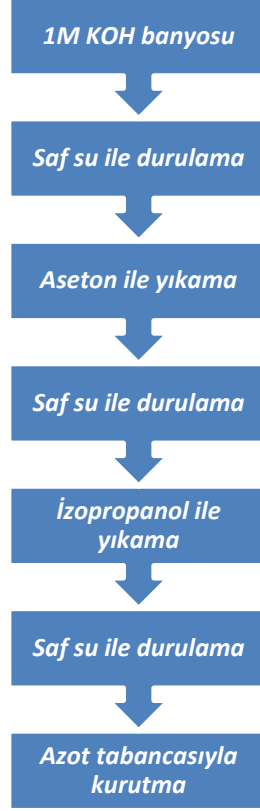 1M KOH banyosu
Saf su ile durulama
Aseton ile yıkama
Saf su ile durulama
İzopropanol ile
yıkama
Saf su ile durulama
Azot tabancasıyla
kurutma